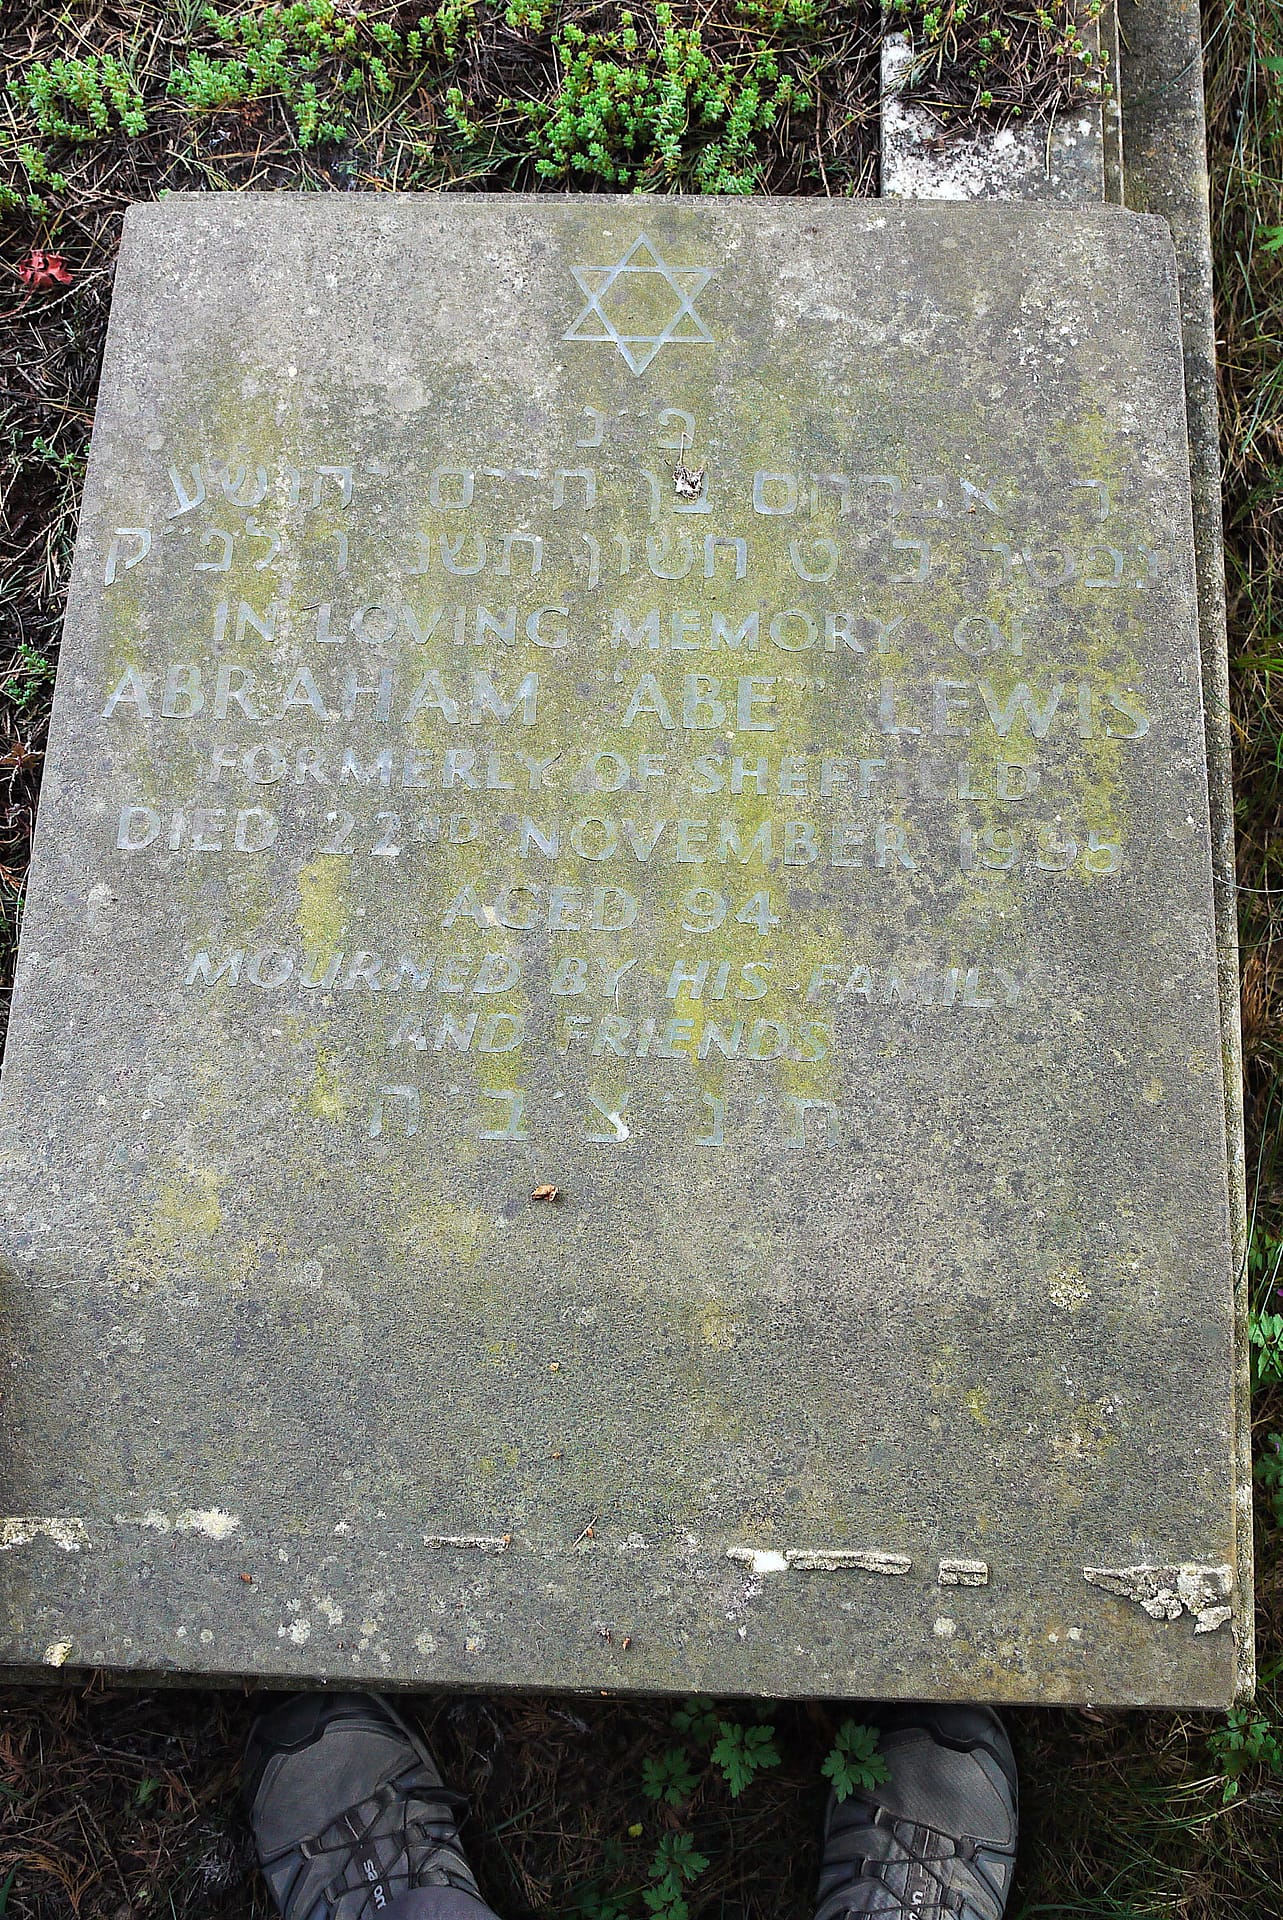 פ״נ
ר׳ אברהם בן חיים יהושע
נפטר כ״ט חשון תשנ״ו לפ״ק
IN LOVING MEMORY OF
ABRAHAM "ABE" LEWIS
FORMERLY OF SHEFFIELD
DIED 22ND NOVEMBER 1995
AGED 94
MOURNED BY HIS FAMILY
AND FRIENDS
ת׳נ׳צ׳ב׳ה